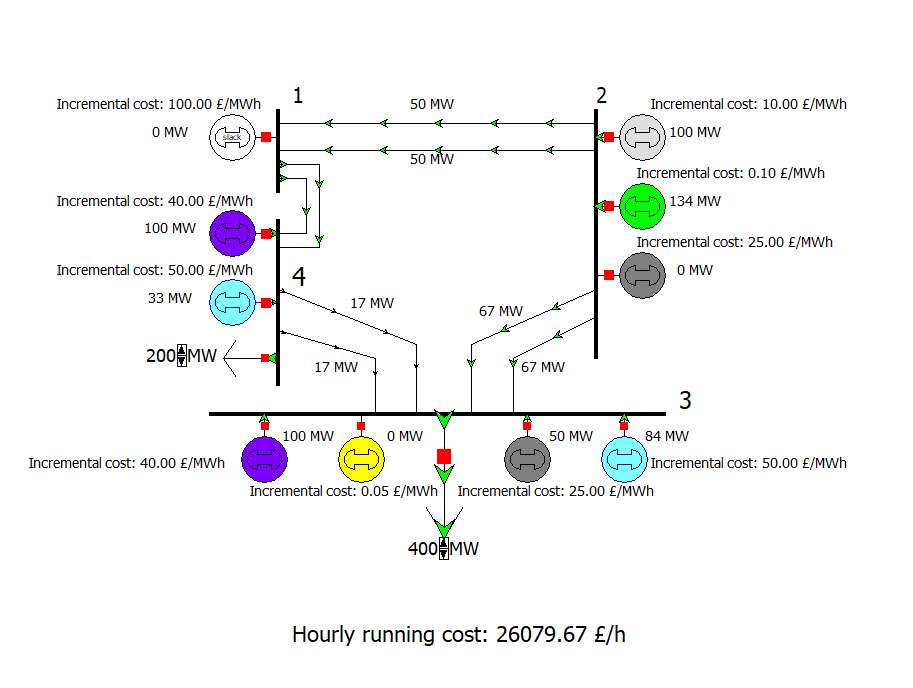 1
2
Incremental cost: 100.00 £/MWh
50 MW
Incremental cost: 10.00 £/MWh
0 MW
slack
100 MW
50 MW
Incremental cost: 0.10 £/MWh
Incremental cost: 40.00 £/MWh
134 MW
100 MW
Incremental cost: 25.00 £/MWh
Incremental cost: 50.00 £/MWh
4
0 MW
33 MW
17 MW
67 MW
200 MW
17 MW
67 MW
3
100 MW
0 MW
50 MW
84 MW
Incremental cost: 40.00 £/MWh
Incremental cost: 50.00 £/MWh
Incremental cost: 0.05 £/MWh
Incremental cost: 25.00 £/MWh
400 MW
Hourly running cost: 26079.67 £/h